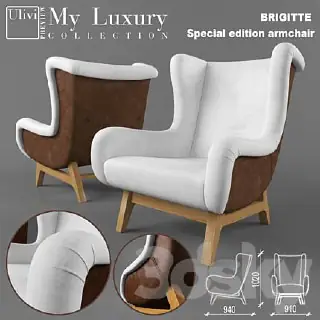 Ulivi
My Luxury
COLLECTION
BRIGITTE
Special edition armchair
1020
940
910